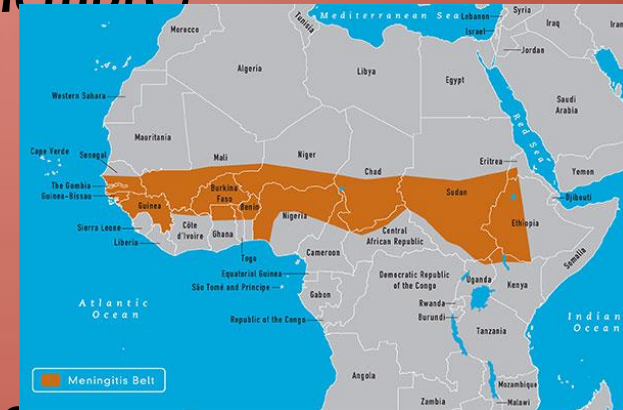 Mediterranean Sea
Lebanon
Syria
Iraq
Iran
Tunisia
Israel
Jordan
Morocco
Algeria
Libya
Egypt
Western Sahara
Saudi
Arabia
Red Sea
Mauritania
Mali
Niger
Chad
Sudan
Eritrea
Yemen
Cape Verde
Senegal
The Gambia
Guinea-Bissau
Guinea
Burkina
Faso
Benin
Nigeria
Djibouti
Ethiopia
Sierra Leone
Liberia
Côte
d'Ivoire
Ghana
Togo
Central
African Republic
Cameroon
Somalia
Equatorial Guinea
São Tomé and Príncipe
Gabon
Democratic Republic
of the Congo
Uganda
Kenya
Rwanda
Burundi
Republic of the Congo
Atlantic
Ocean
Indian
Ocean
Tanzania
Angola
Zambia
Mozambique
Malawi
Meningitis Belt